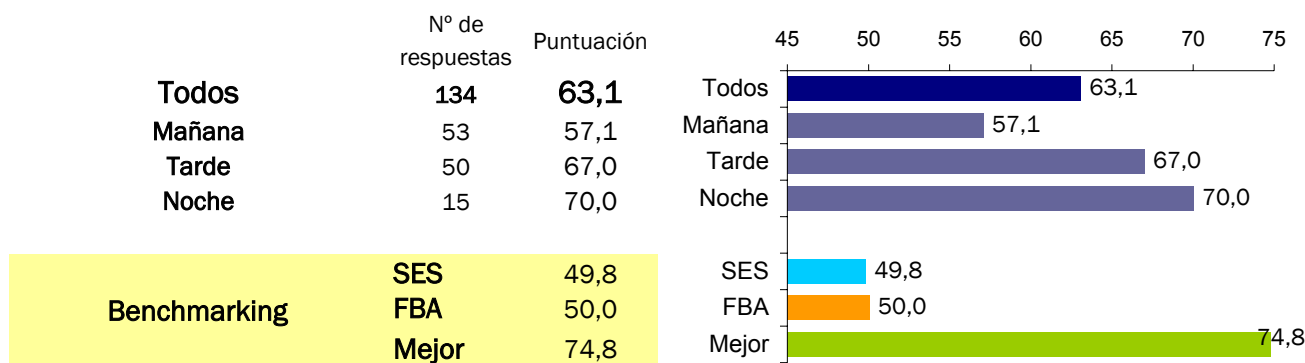 Nº de
respuestas
Puntuación
Todos 134 63,1
Mañana 53 57,1
Tarde 50 67,0
Noche 15 70,0
Benchmarking
SES 49,8
FBA 50,0
Mejor 74,8
45 50 55 60 65 70 75
Todos 63,1
Mañana 57,1
Tarde 67,0
Noche 70,0
SES 49,8
FBA 50,0
Mejor 74,8